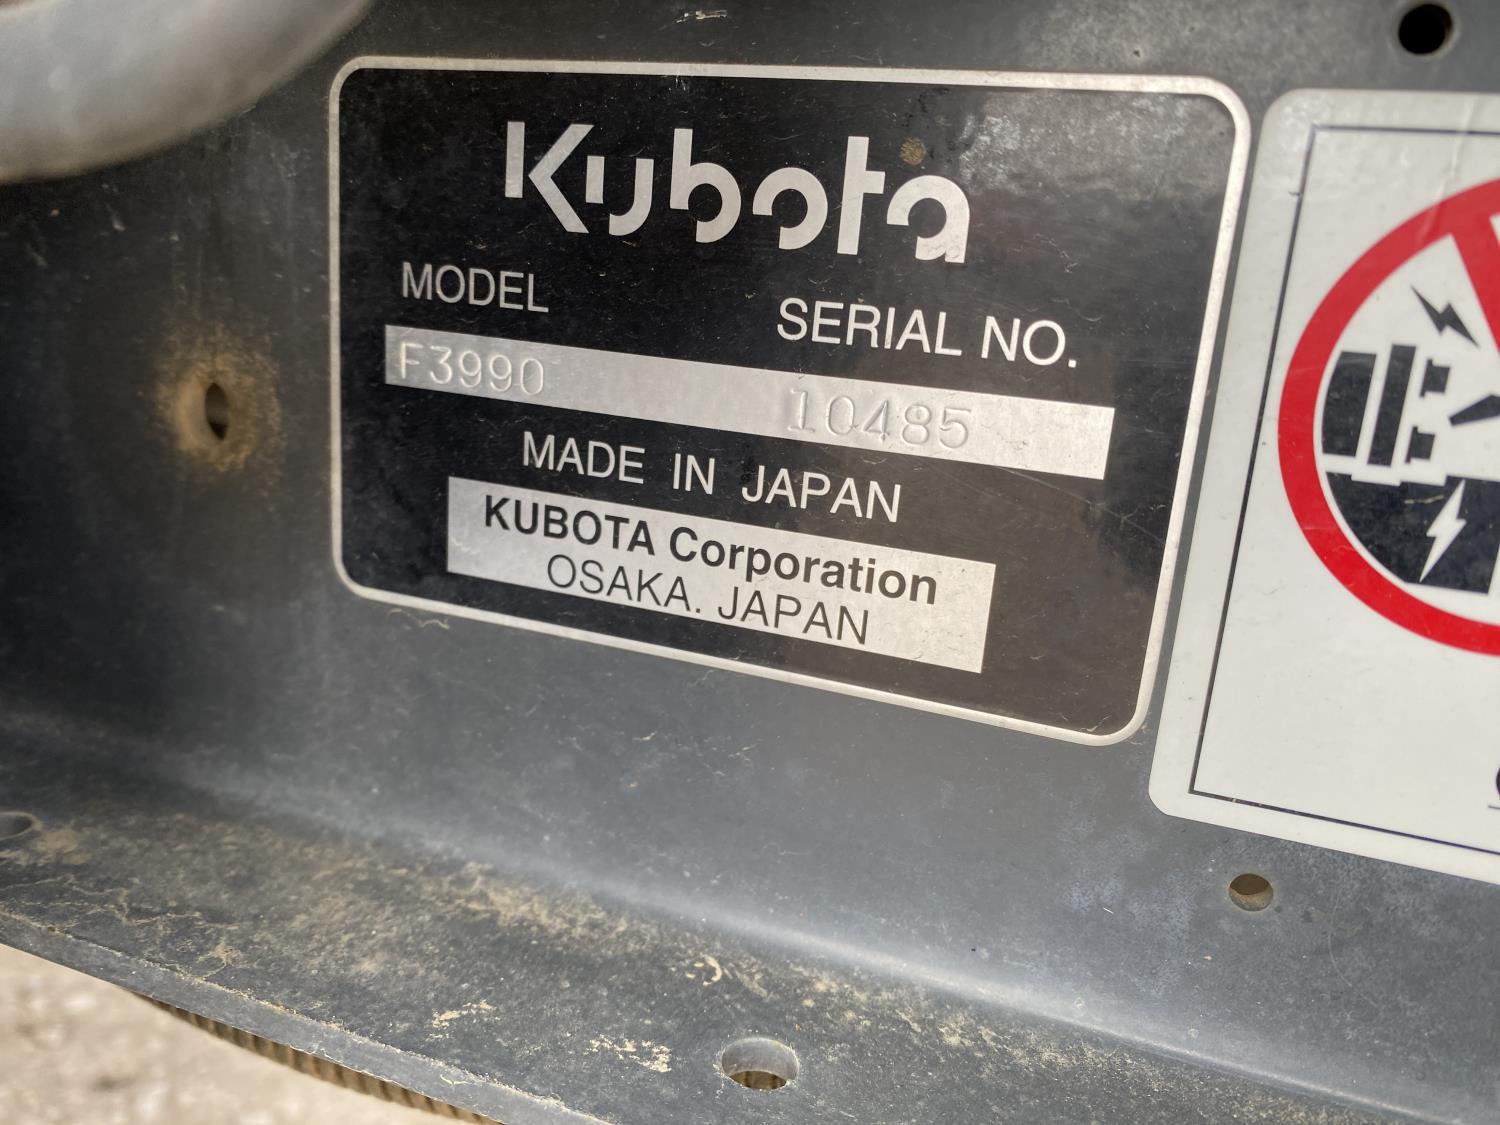 Kubota
MODEL
SERIAL NO.
F3990 10485
MADE IN JAPAN
KUBOTA Corporation
OSAKA. JAPAN